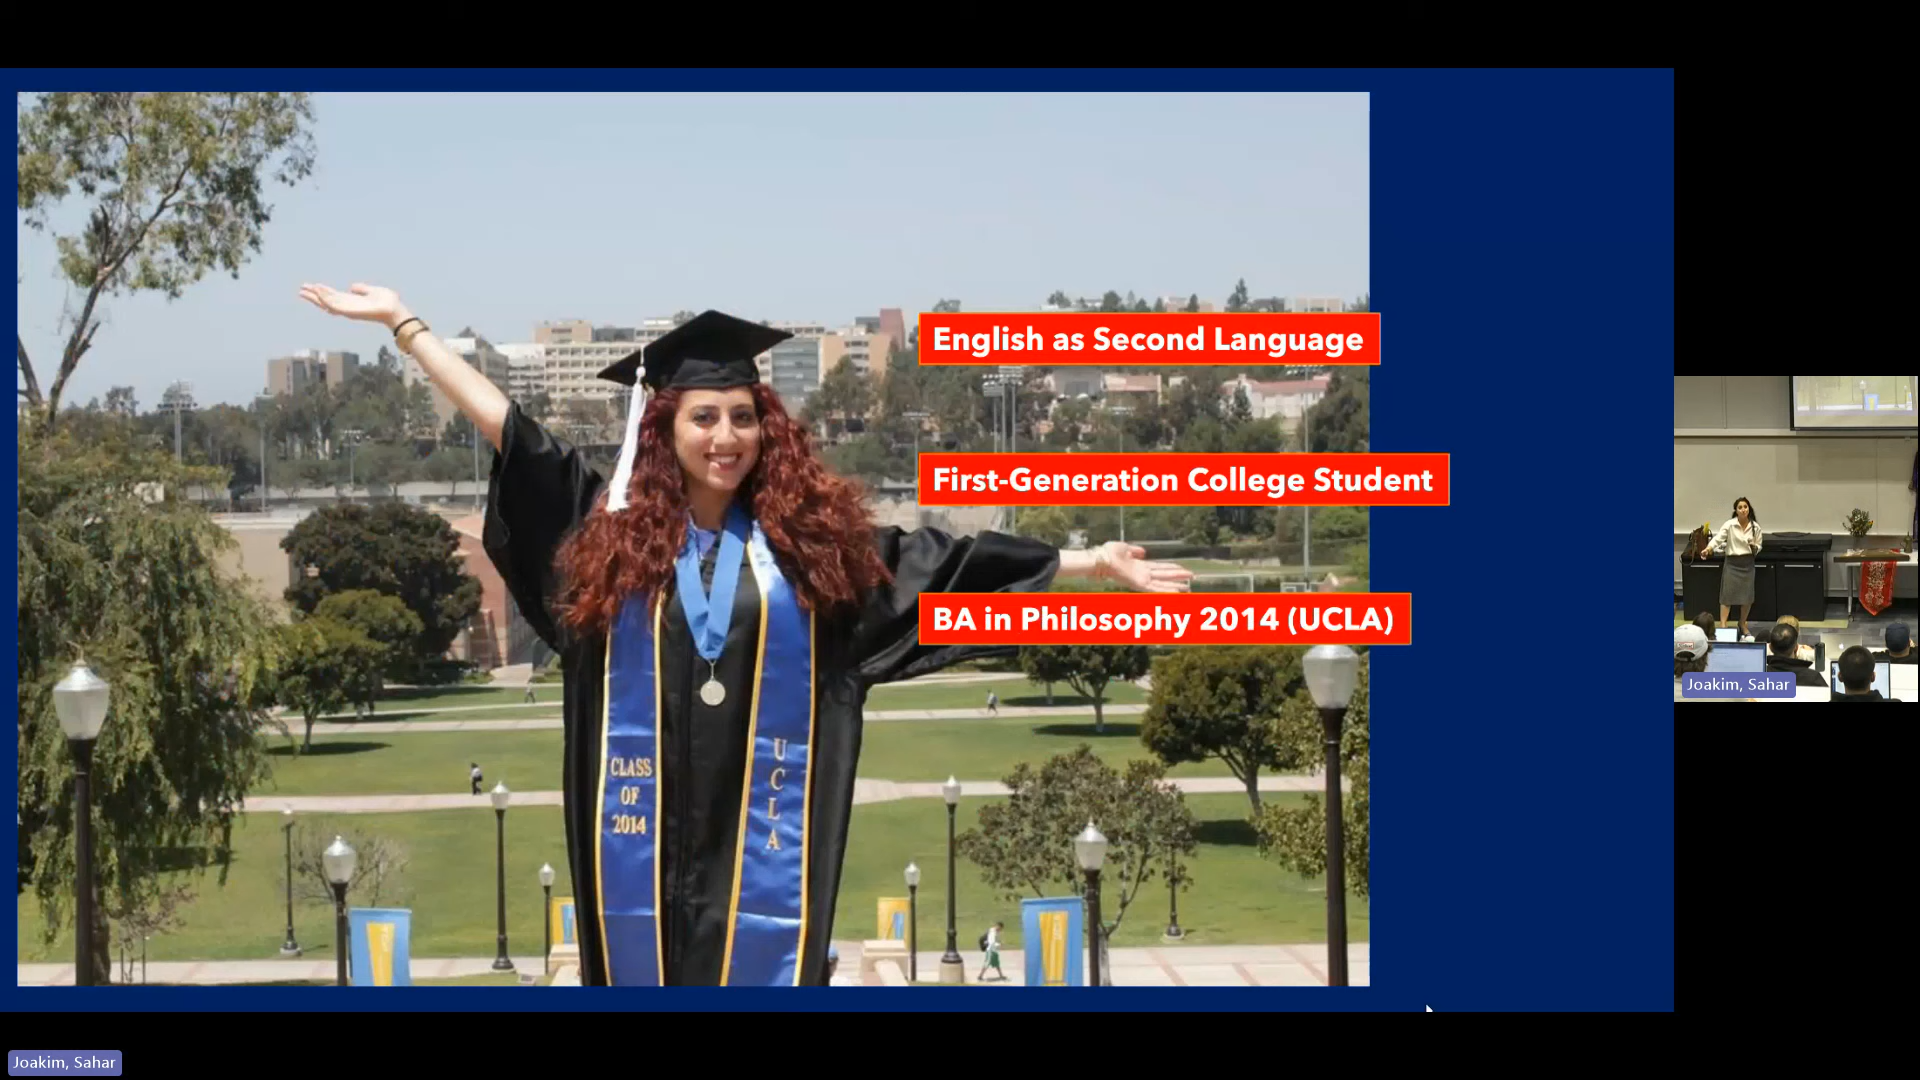 English as Second Language
First-Generation College Student
BA in Philosophy 2014 (UCLA)
CLASS
OF
2014
UCLA
Joakim, Sahar
Joakim, Sahar